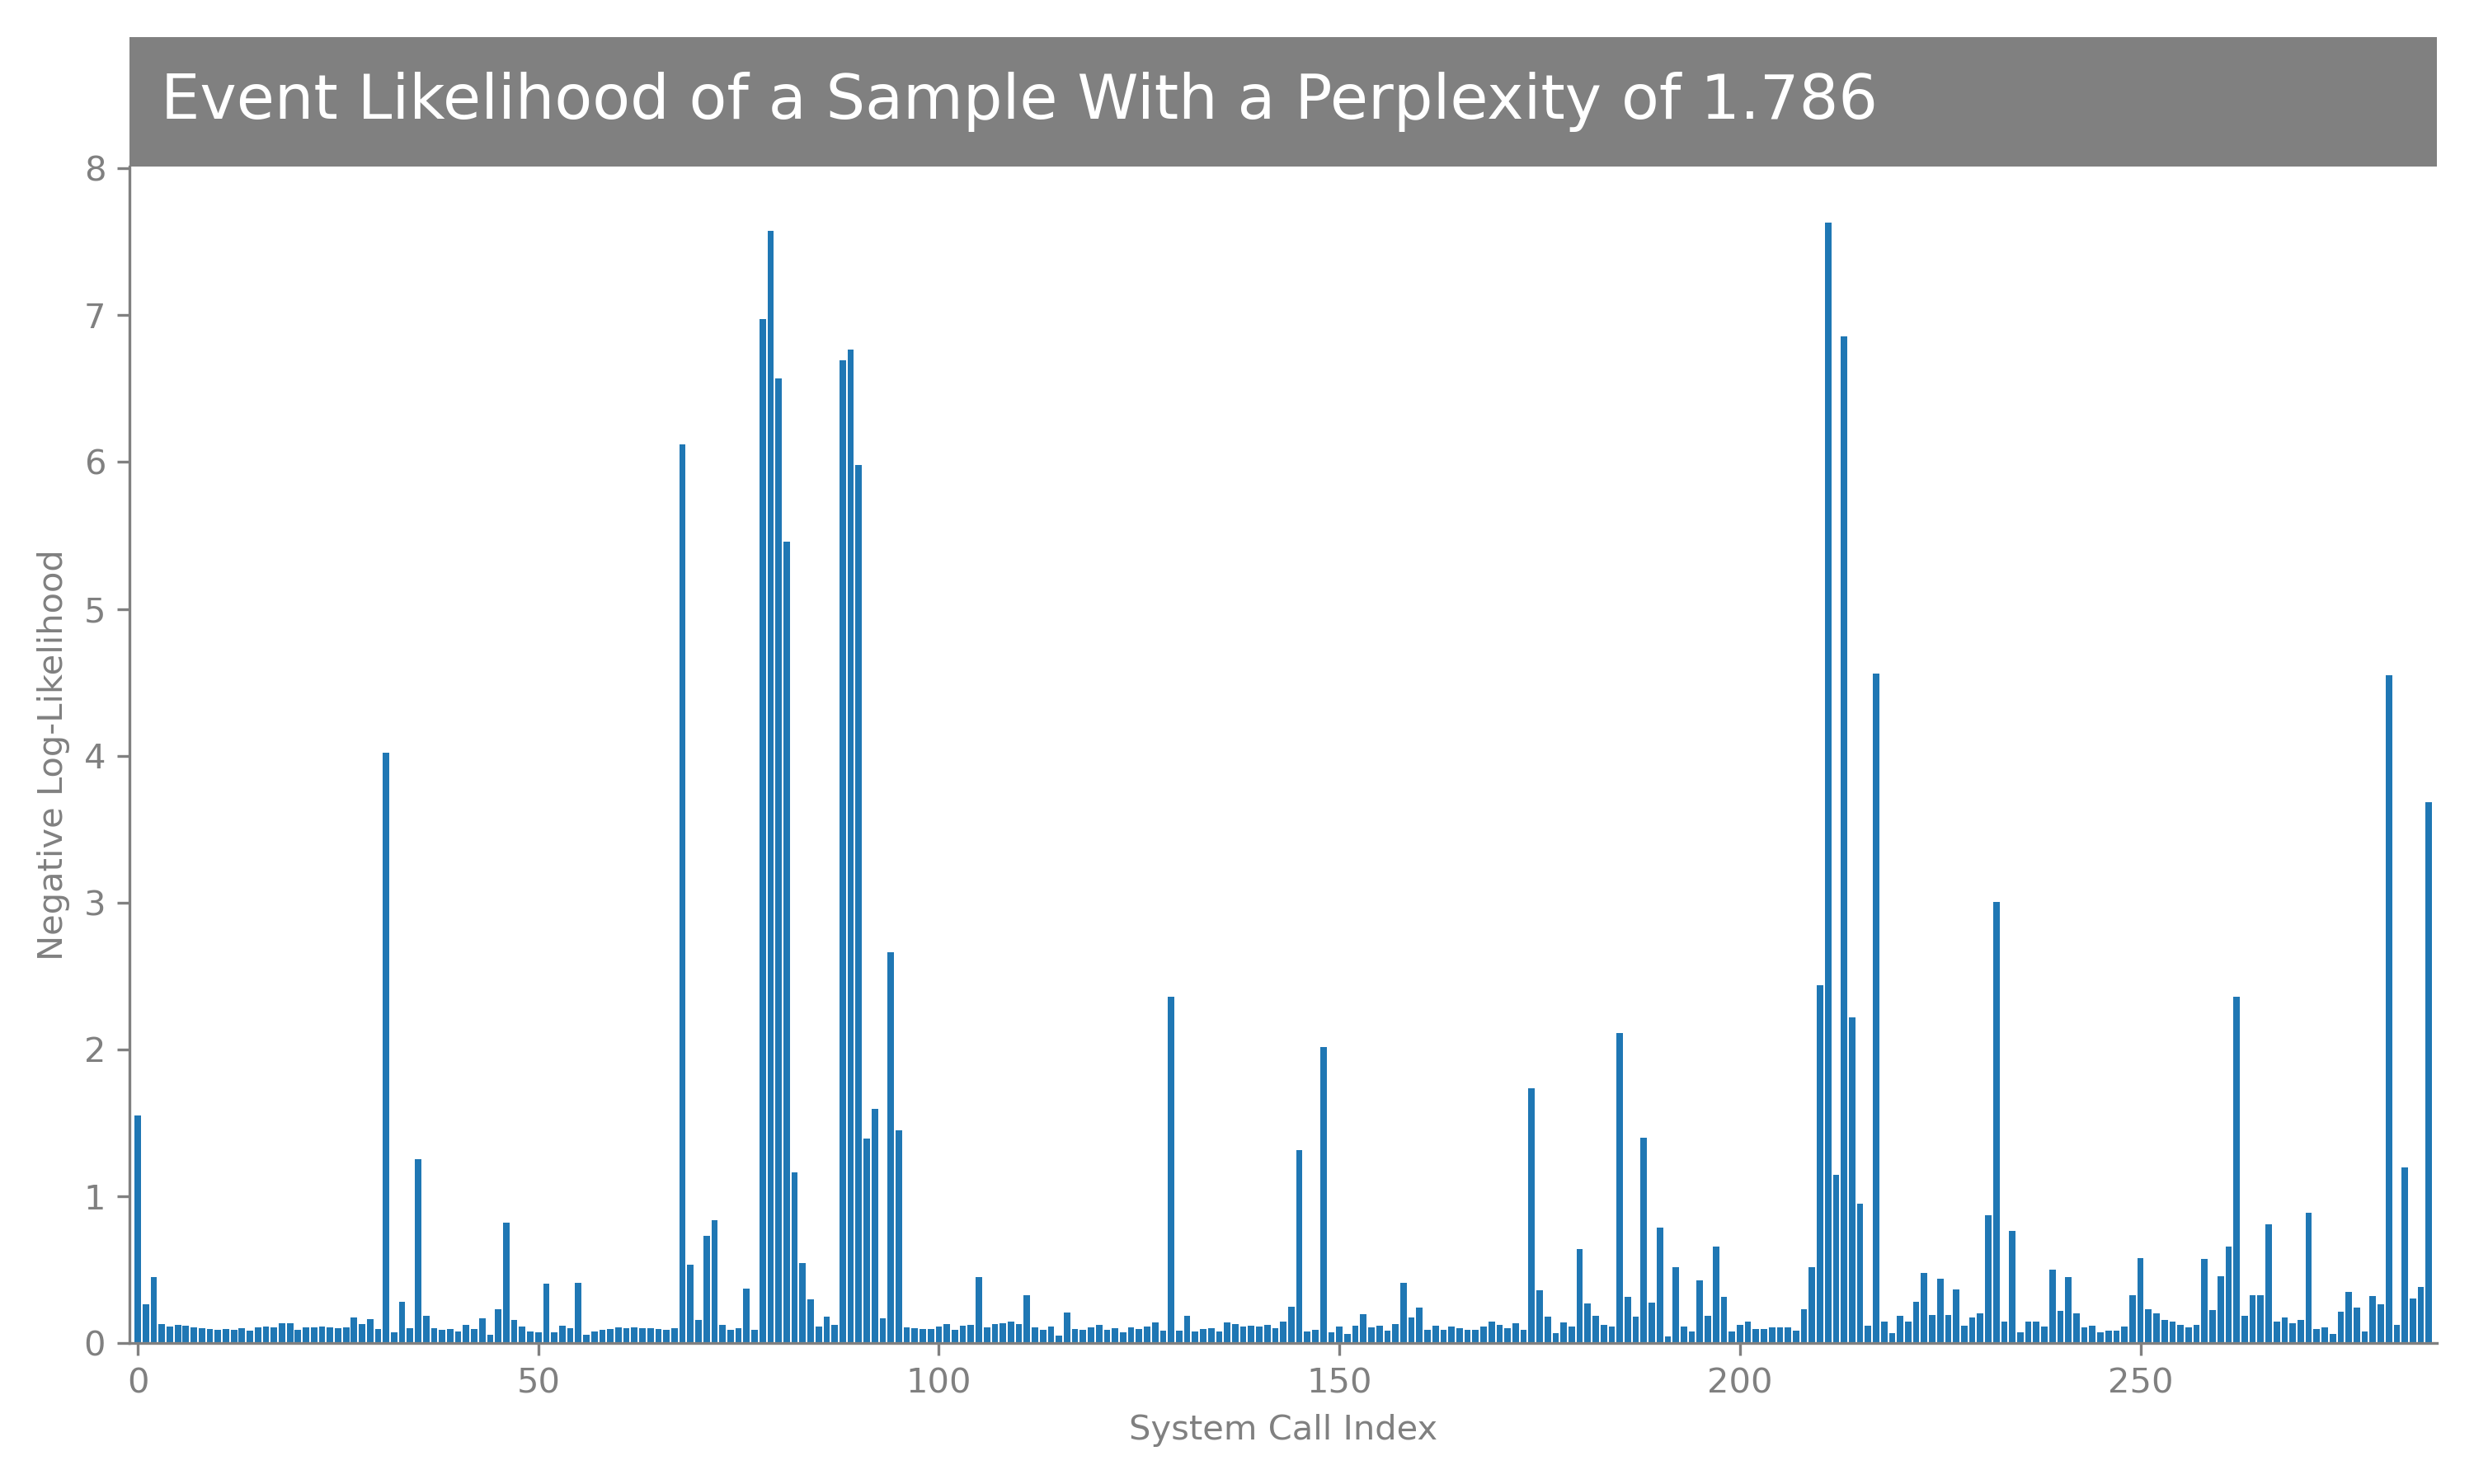 Event Likelihood of a Sample With a Perplexity of 1.786
8
7
6
5
4
3
2
1
0
Negative Log-Likelihood
0 50 100 150 200 250
System Call Index